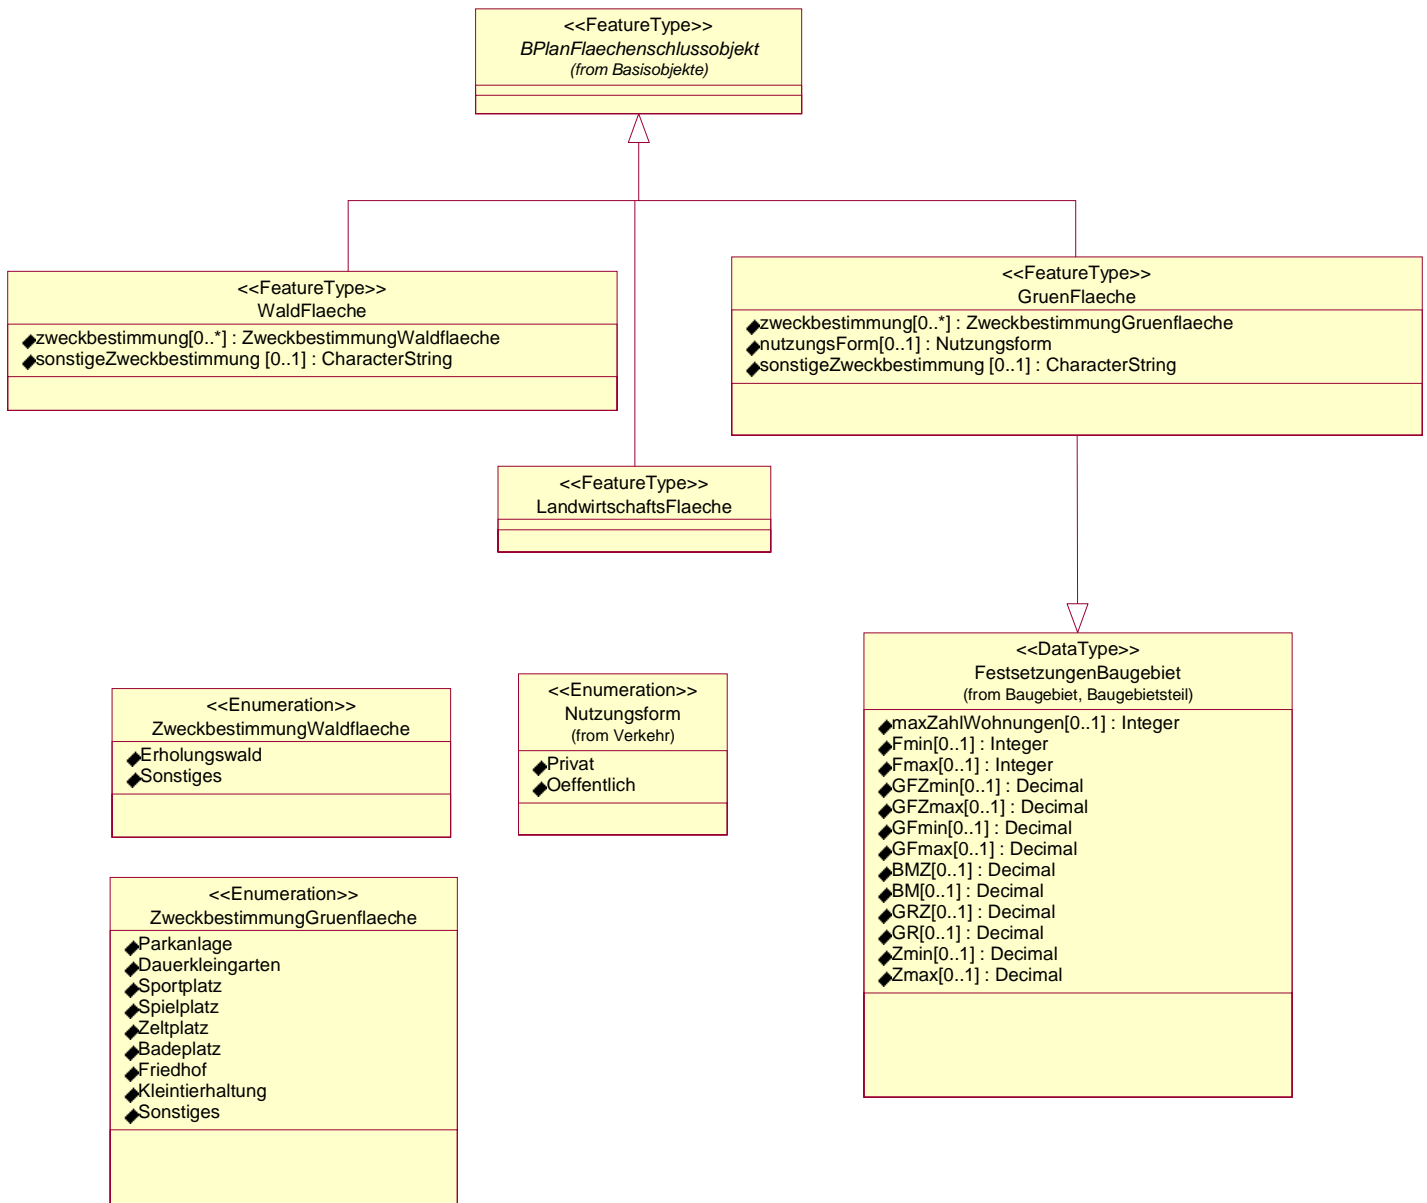 <<FeatureType>>
BPlanFlaechenschlussobjekt
(from Basisobjekte)
<<FeatureType>>
WaldFlaeche
zweckbestimmung[0..*] : ZweckbestimmungWaldflaeche
sonstigeZweckbestimmung [0..1] : CharacterString
<<FeatureType>>
GruenFlaeche
zweckbestimmung[0..*] : ZweckbestimmungGruenflaeche
nutzungsForm[0..1] : Nutzungsform
sonstigeZweckbestimmung [0..1] : CharacterString
<<FeatureType>>
LandwirtschaftsFlaeche
<<Enumeration>>
ZweckbestimmungWaldflaeche
Erholungswald
Sonstiges
<<Enumeration>>
Nutzungsform
(from Verkehr)
Privat
Oeffentlich
<<DataType>>
FestsetzungenBaugebiet
(from Baugebiet, Baugebietsteil)
maxZahlWohnungen[0..1] : Integer
Fmin[0..1] : Integer
Fmax[0..1] : Integer
GFZmin[0..1] : Decimal
GFZmax[0..1] : Decimal
GFmin[0..1] : Decimal
GFmax[0..1] : Decimal
BMZ[0..1] : Decimal
BM[0..1] : Decimal
GRZ[0..1] : Decimal
GR[0..1] : Decimal
Zmin[0..1] : Decimal
Zmax[0..1] : Decimal
<<Enumeration>>
ZweckbestimmungGruenflaeche
Parkanlage
Dauerkleingarten
Sportplatz
Spielplatz
Zeltplatz
Badeplatz
Friedhof
Kleintierhaltung
Sonstiges